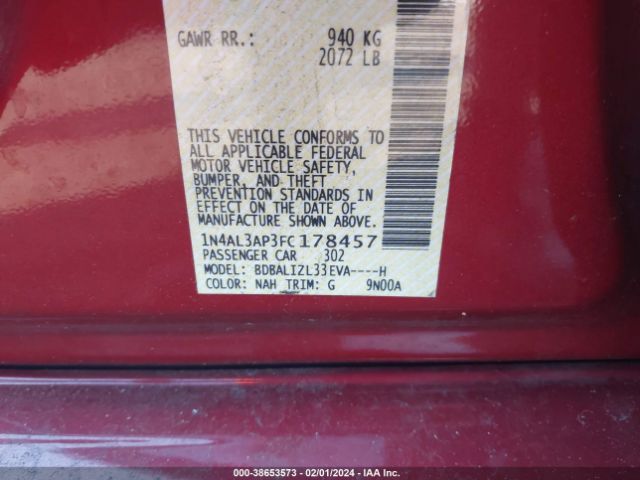 GAWR RR.: 940 KG
2072 LB
THIS VEHICLE CONFORMS TO
ALL APPLICABLE FEDERAL
MOTOR VEHICLE SAFETY,
BUMPER, AND THEFT
PREVENTION STANDARDS IN
EFFECT ON THE DATE OF
MANUFACTURE SHOWN ABOVE.
1N4AL3AP3FC178457
PASSENGER CAR 302
MODEL: BDBALIZL33EVA----H
COLOR: NAH TRIM: G 9N00A
000-38653573 - 02/01/2024 - IAA Inc.